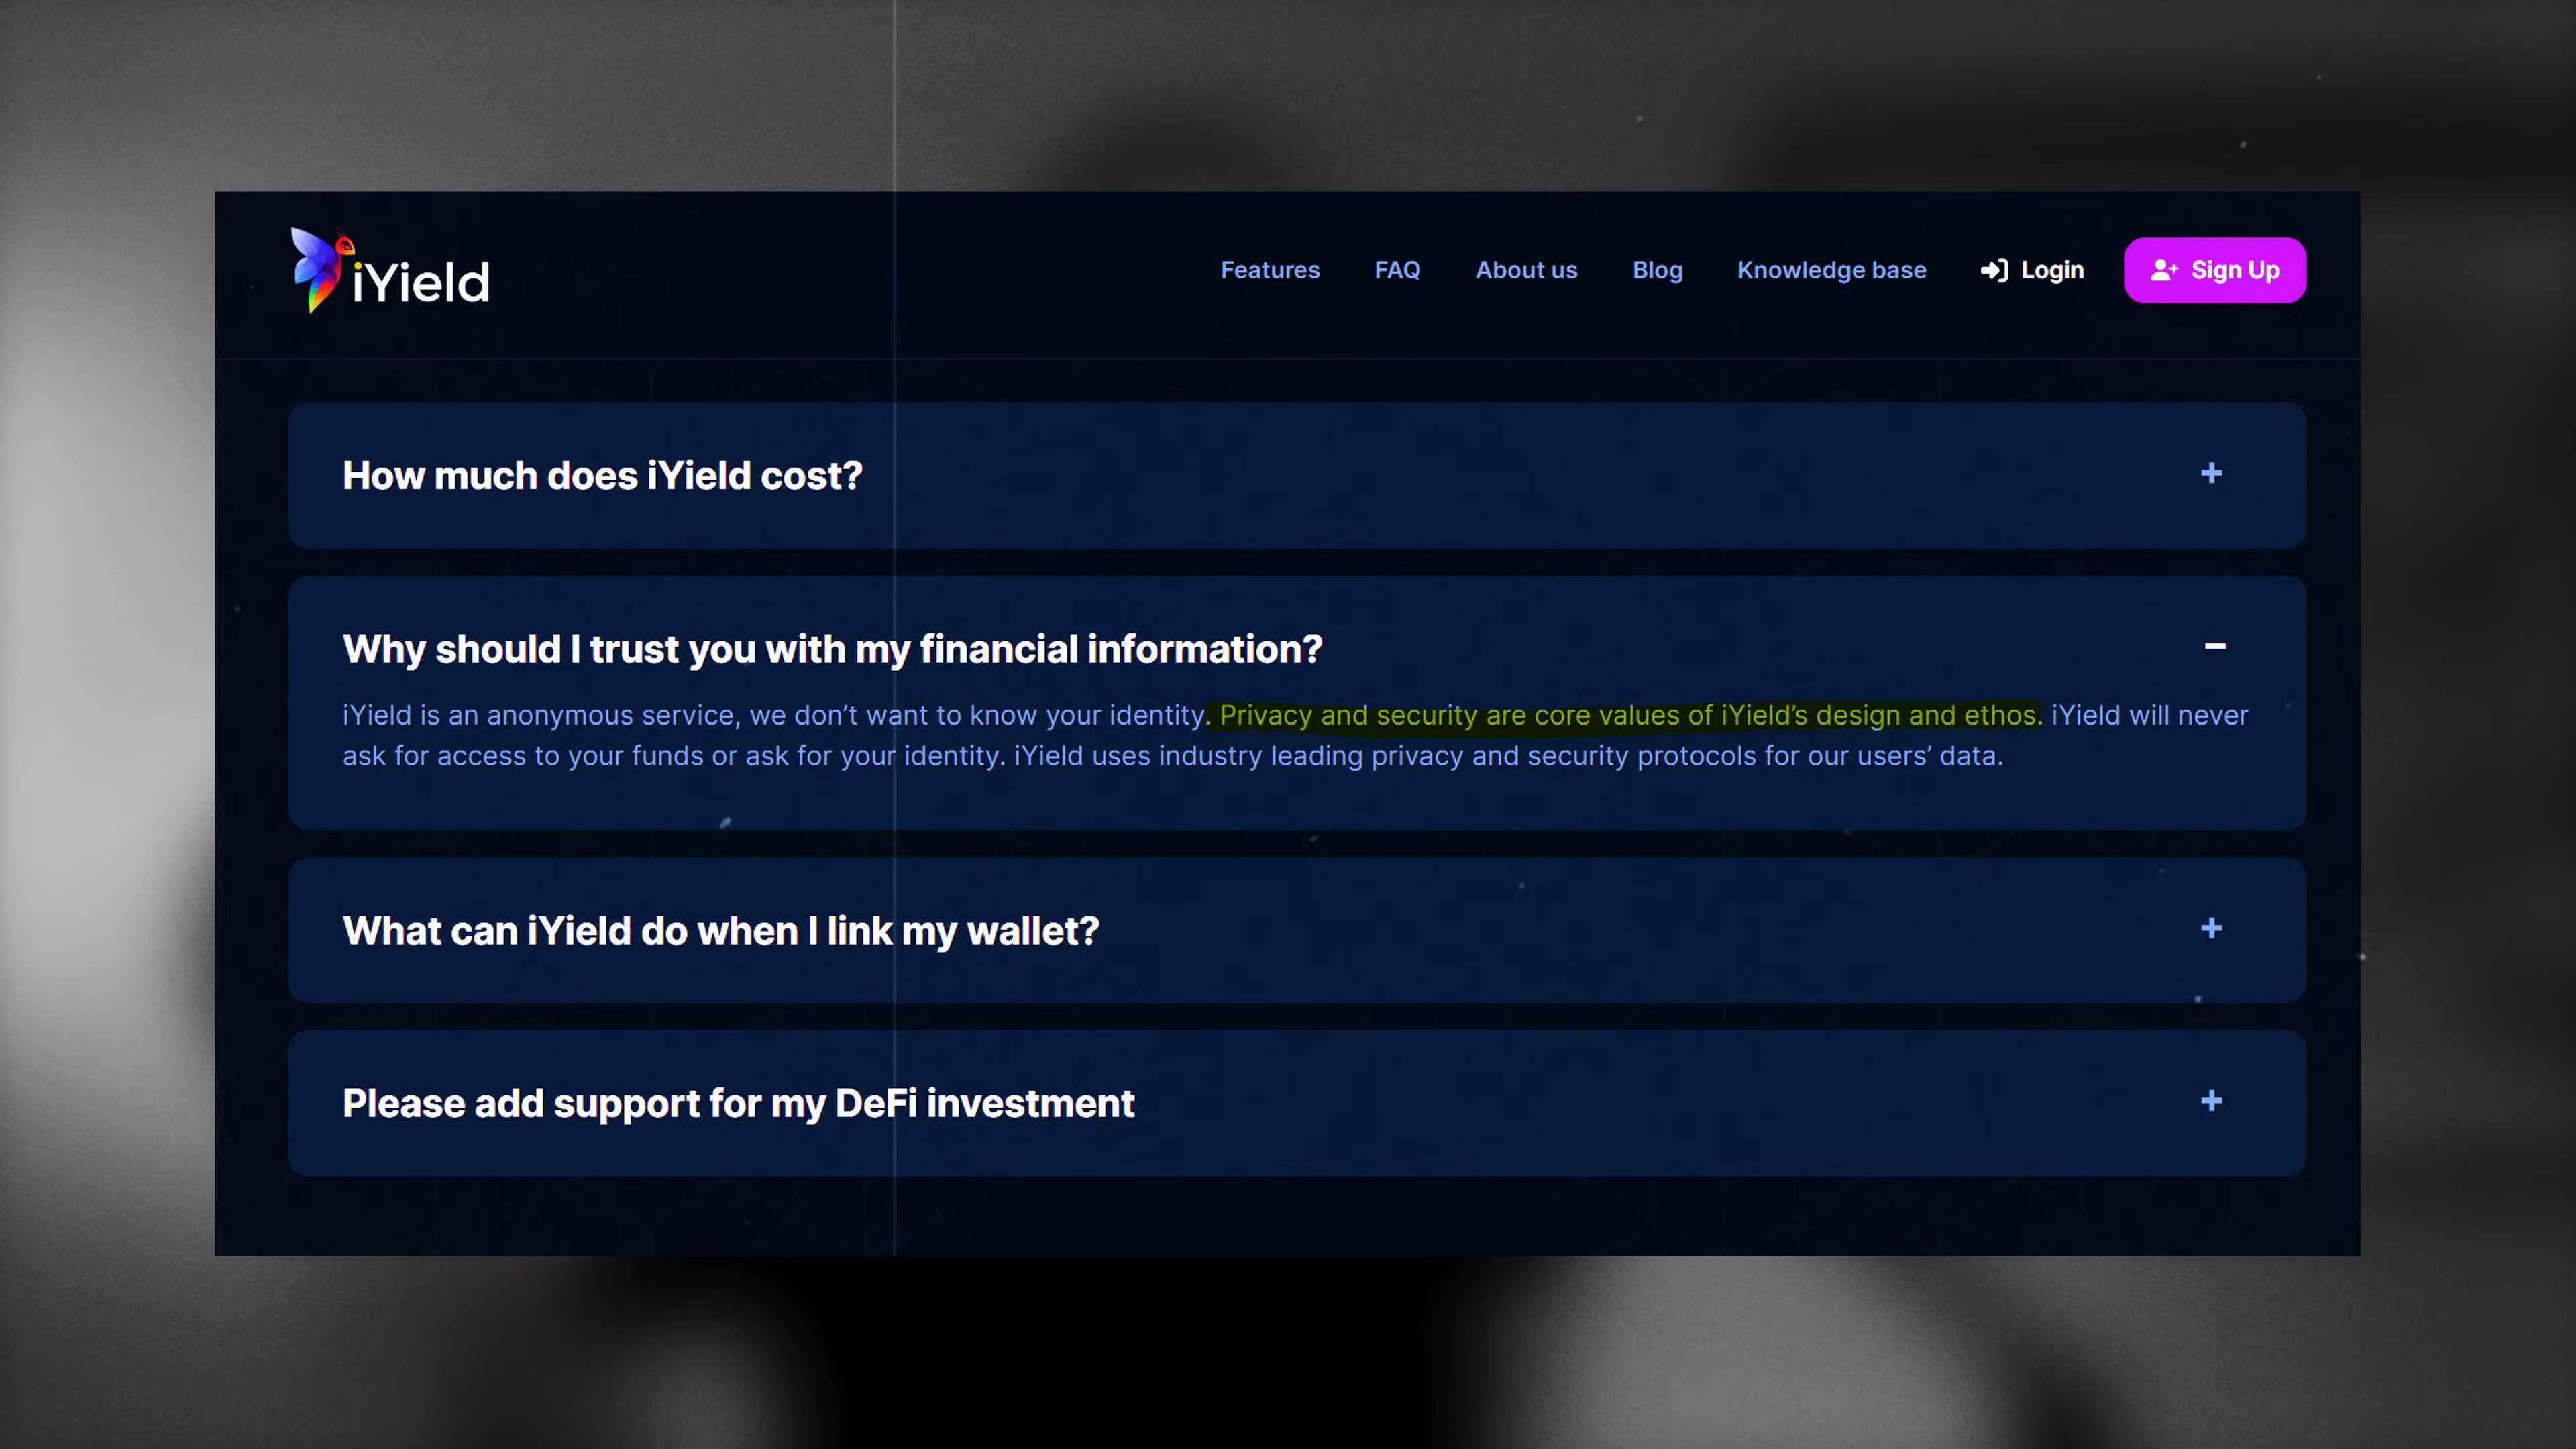 iYield
Features FAQ About us Blog Knowledge base Login Sign Up
How much does iYield cost?
Why should I trust you with my financial information?
iYield is an anonymous service, we don’t want to know your identity. Privacy and security are core values of iYield’s design and ethos. iYield will never
ask for access to your funds or ask for your identity. iYield uses industry leading privacy and security protocols for our users’ data.
What can iYield do when I link my wallet?
Please add support for my DeFi investment